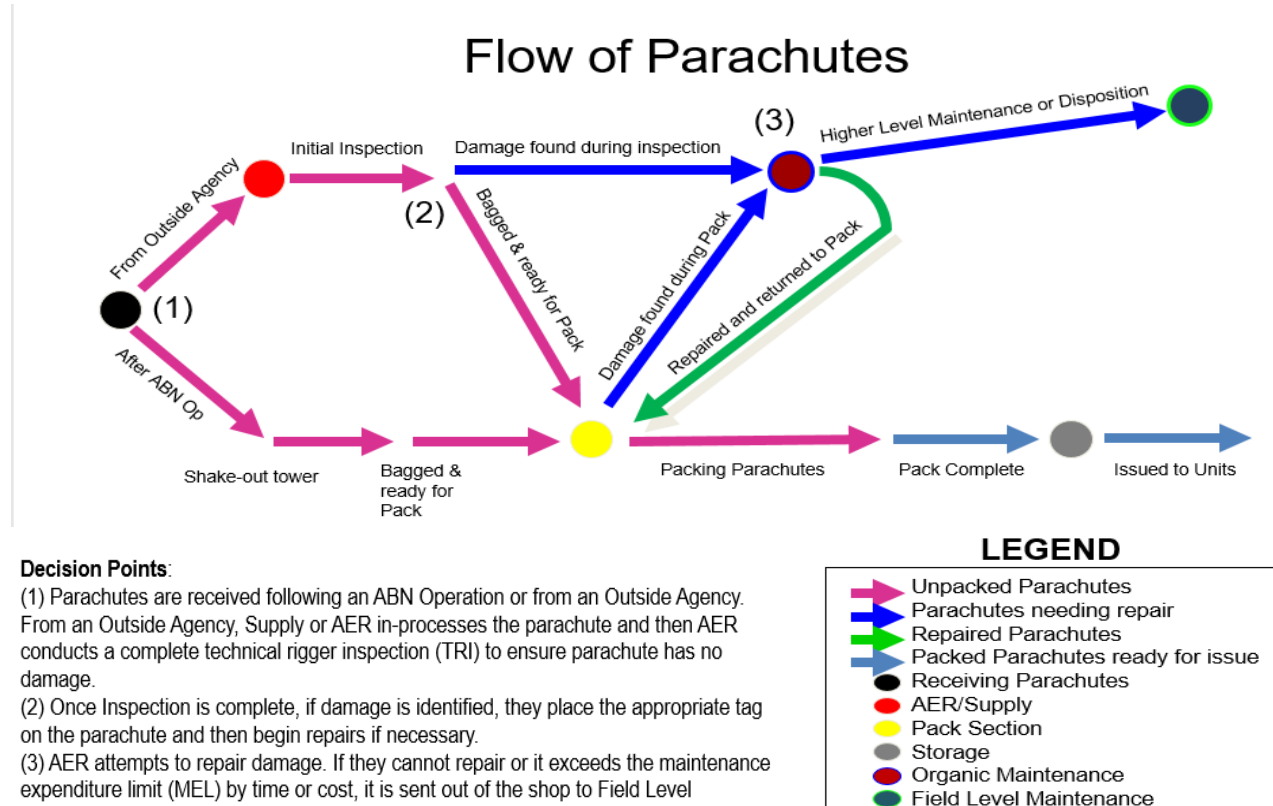 Flow of Parachutes
(3)
Higher Level Maintenance or Disposition
Initial Inspection
Damage found during inspection
From Outside Agency
(2)
Bagged & ready for Pack
Damage found during Pack
Repaired and returned to Pack
(1)
After ABN Op
Shake-out tower
Bagged &
ready for
Pack
Packing Parachutes
Pack Complete
Issued to Units
Decision Points:
(1) Parachutes are received following an ABN Operation or from an Outside Agency.
From an Outside Agency, Supply or AER in-processes the parachute and then AER
conducts a complete technical rigger inspection (TRI) to ensure parachute has no
damage.
(2) Once Inspection is complete, if damage is identified, they place the appropriate tag
on the parachute and then begin repairs if necessary.
(3) AER attempts to repair damage. If they cannot repair or it exceeds the maintenance
expenditure limit (MEL) by time or cost, it is sent out of the shop to Field Level
LEGEND
Unpacked Parachutes
Parachutes needing repair
Repaired Parachutes
Packed Parachutes ready for issue
Receiving Parachutes
AER/Supply
Pack Section
Storage
Organic Maintenance
Field Level Maintenance